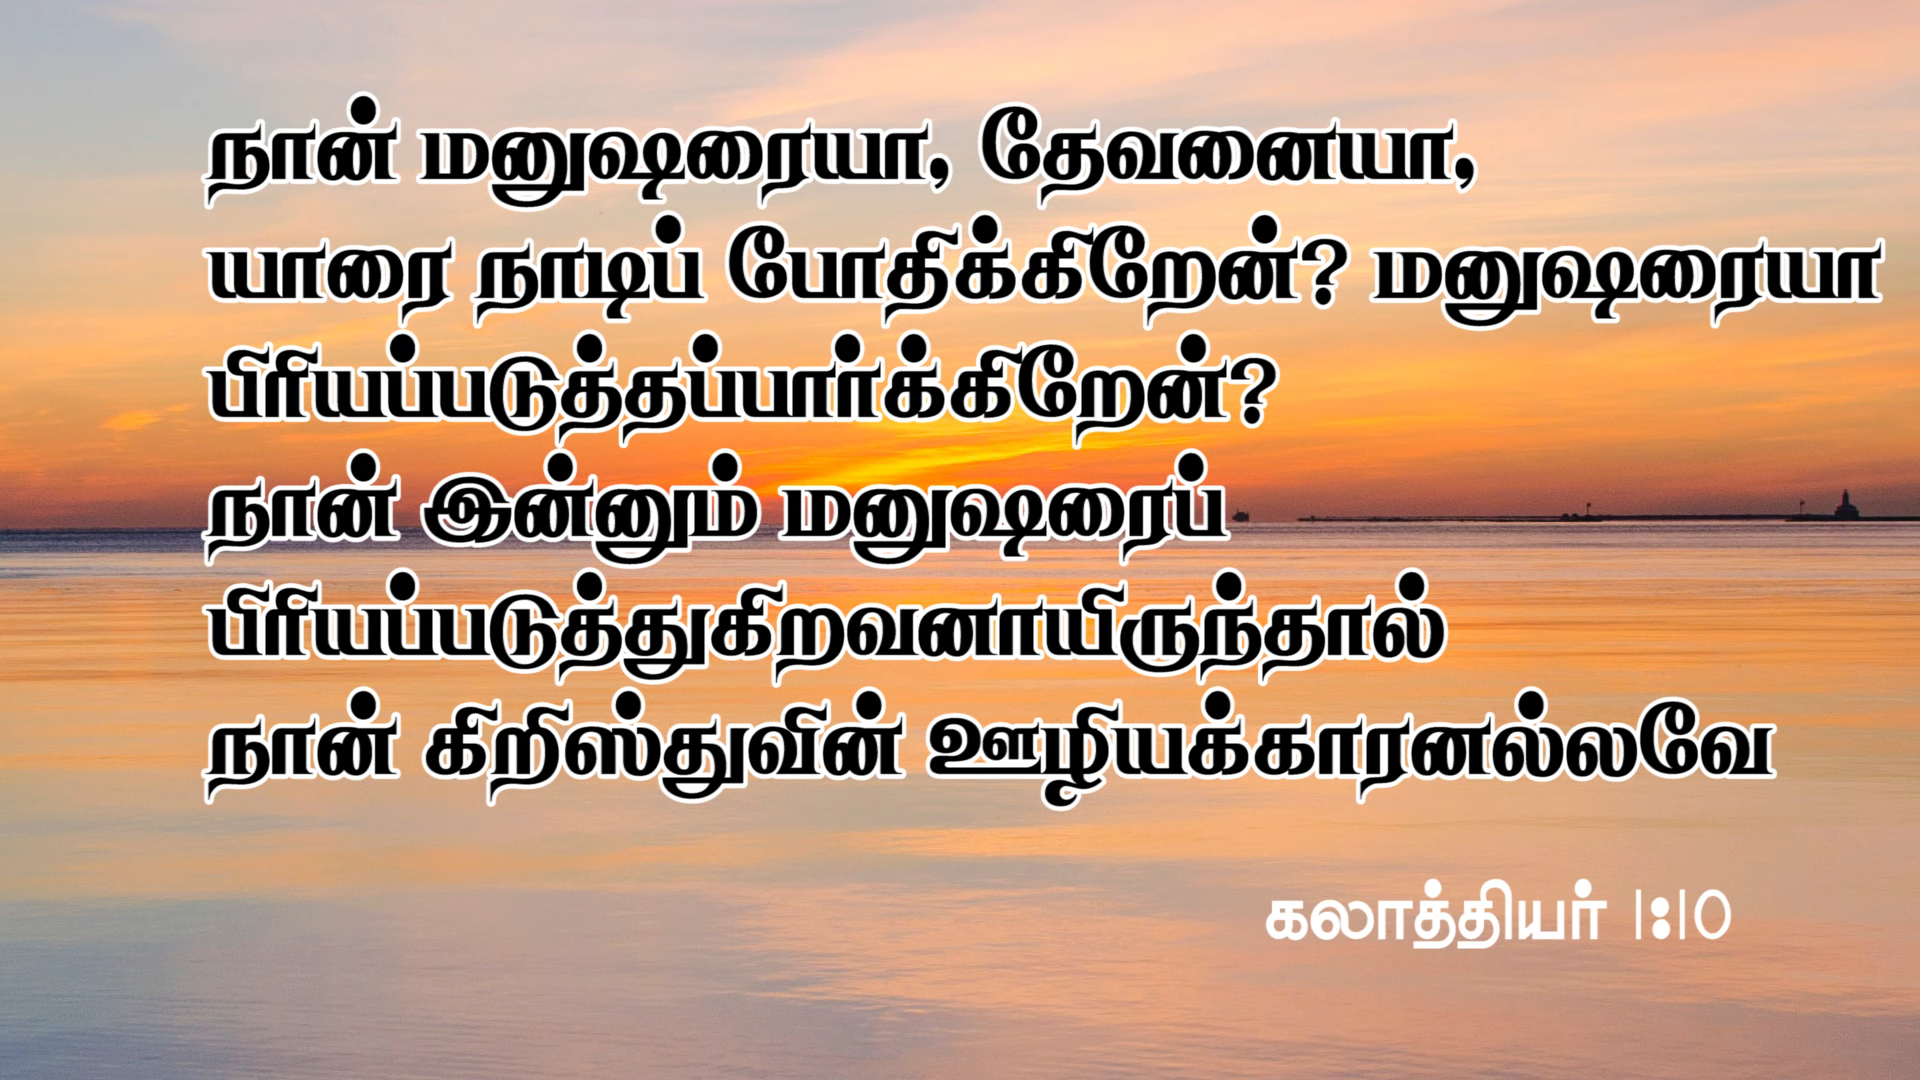 நான் மனுஷரையா, தேவனையா,
யாரை நாடிப் போதிக்கிறேன்? மனுஷரையா
பிரியப்படுத்தப்பார்க்கிறேன்?
நான் இன்னும் மனுஷரைப்
பிரியப்படுத்துகிறவனாயிருந்தால்
நான் கிறிஸ்துவின் ஊழியக்காரனல்லவே
கலாத்தியர் 1:10